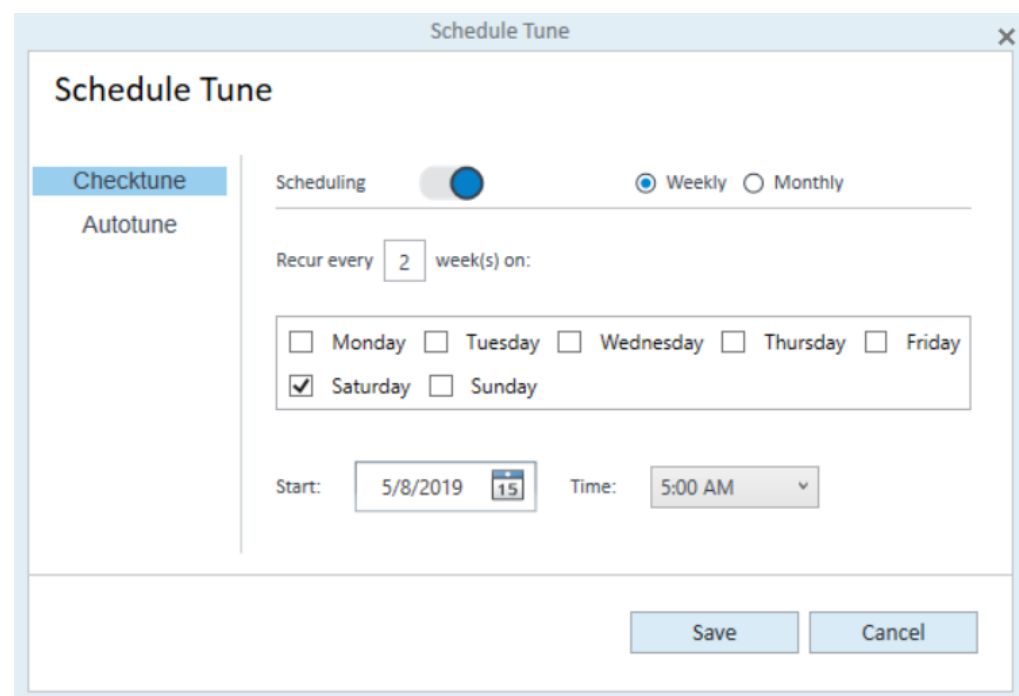 Schedule Tune
Schedule Tune
Checktune
Autotune
Scheduling Weekly Monthly
Recur every 2 week(s) on:
Monday Tuesday Wednesday Thursday Friday
Saturday Sunday
Start: 5/8/2019 15 Time: 5:00 AM
Save Cancel